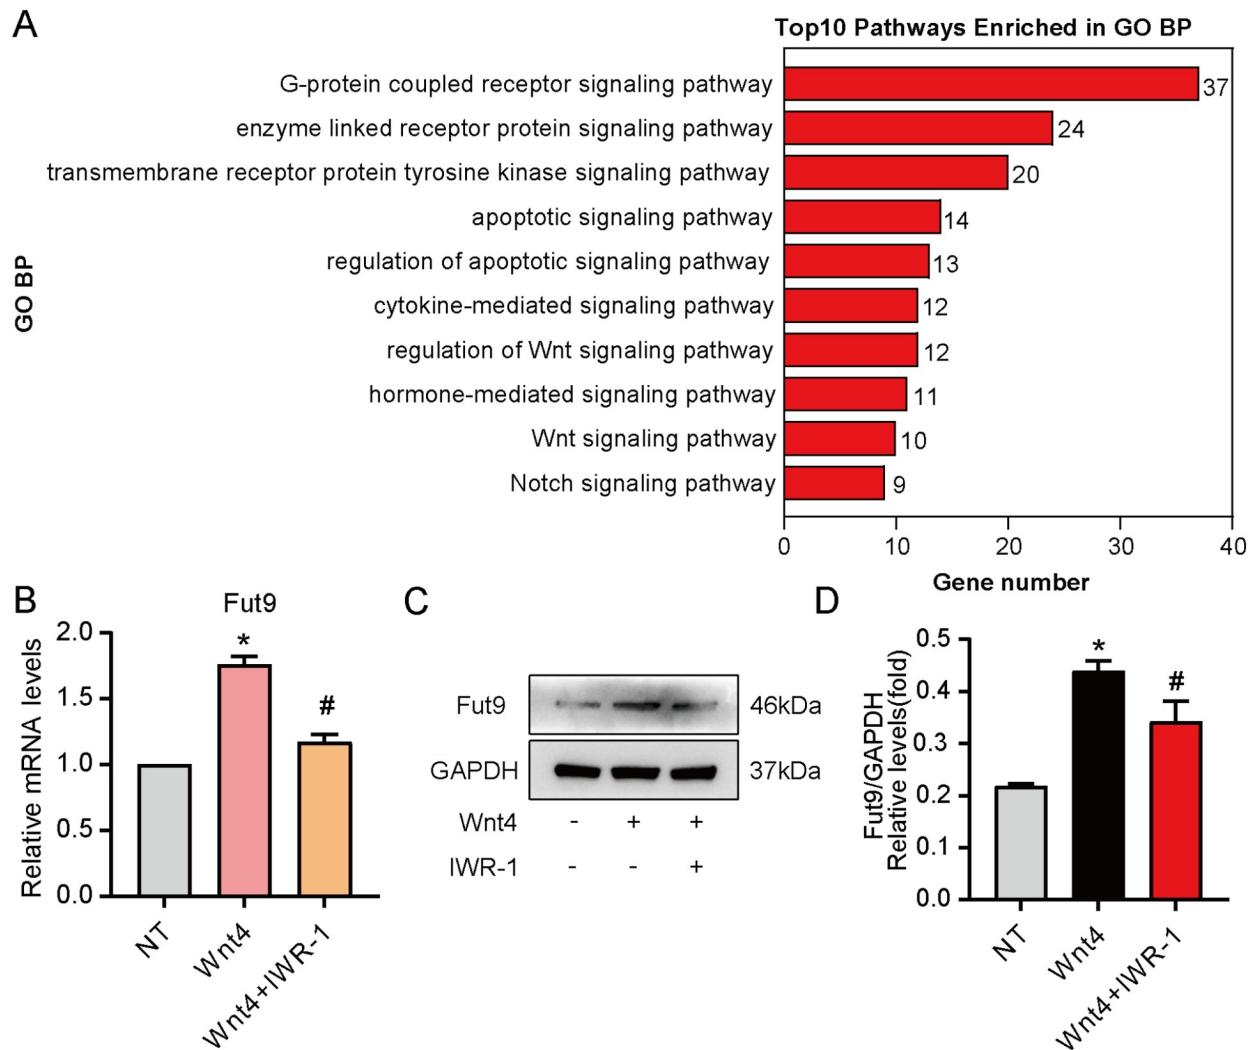 A
Top10 Pathways Enriched in GO BP
GO BP
G-protein coupled receptor signaling pathway 37
enzyme linked receptor protein signaling pathway 24
transmembrane receptor protein tyrosine kinase signaling pathway 20
apoptotic signaling pathway 14
regulation of apoptotic signaling pathway 13
cytokine-mediated signaling pathway 12
regulation of Wnt signaling pathway 12
hormone-mediated signaling pathway 11
Wnt signaling pathway 10
Notch signaling pathway 9
0 10 20 30 40
Gene number
B
Fut9
Relative mRNA levels
2.0
1.5
1.0
0.5
0.0
*
#
NT
Wnt4
Wnt4+IWR-1
C
Fut9 46kDa
GAPDH 37kDa
Wnt4 - + +
IWR-1 - - +
D
Fut9/GAPDH
Relative levels(fold)
0.5
0.4
0.3
0.2
0.1
0.0
*
#
NT
Wnt4
Wnt4+IWR-1